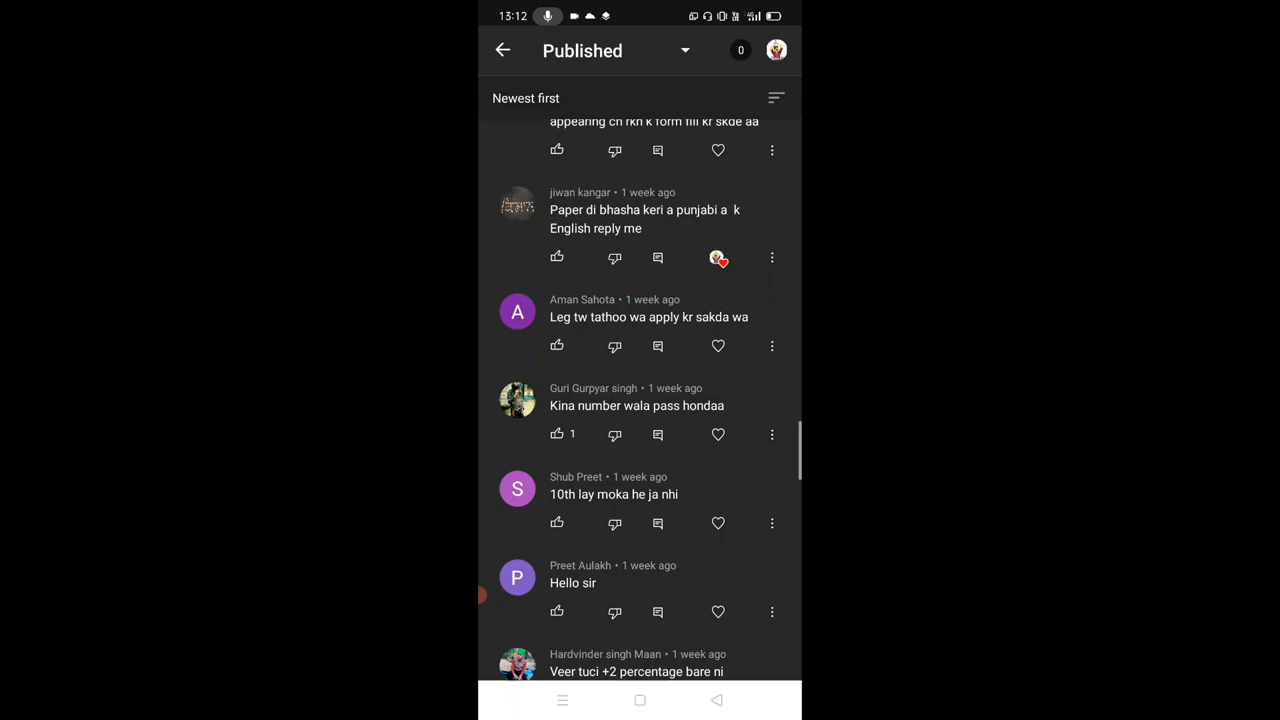 13:12
Published
0
Newest first
appearing ch rkh k form fill kr skde aa
jiwan kangar • 1 week ago
Paper di bhasha keri a punjabi a k
English reply me
A
Aman Sahota • 1 week ago
Leg tw tathoo wa apply kr sakda wa
Guri Gurpyar singh • 1 week ago
Kina number wala pass hondaa
1
S
Shub Preet • 1 week ago
10th lay moka he ja nhi
P
Preet Aulakh • 1 week ago
Hello sir
Hardvinder singh Maan • 1 week ago
Veer tuci +2 percentage bare ni